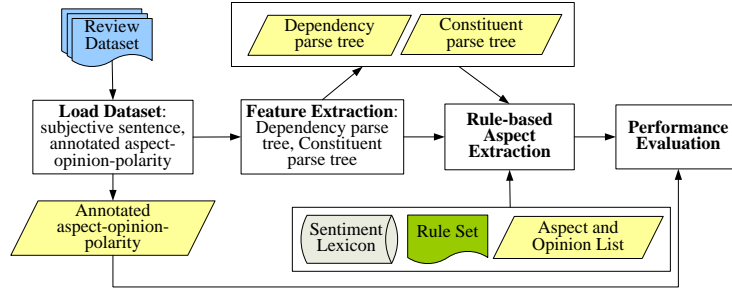 Review
Dataset
Dependency
parse tree
Constituent
parse tree
Load Dataset:
subjective sentence,
annotated aspect-
opinion-polarity
Feature Extraction:
Dependency parse
tree, Constituent
parse tree
Rule-based
Aspect
Extraction
Performance
Evaluation
Annotated
aspect-opinion-
polarity
Sentiment
Lexicon
Rule Set
Aspect and
Opinion List